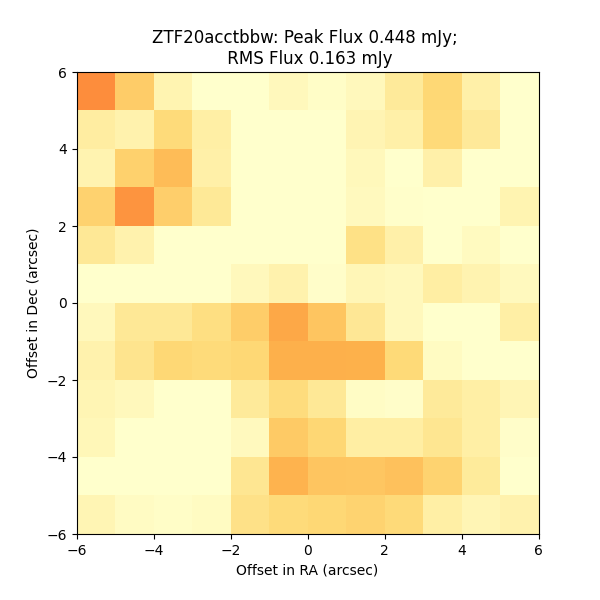 ZTF20acctbbw: Peak Flux 0.448 mJy;
RMS Flux 0.163 mJy
6
4
2
0
−2
−4
−6
Offset in Dec (arcsec)
−6 −4 −2 0 2 4 6
Offset in RA (arcsec)